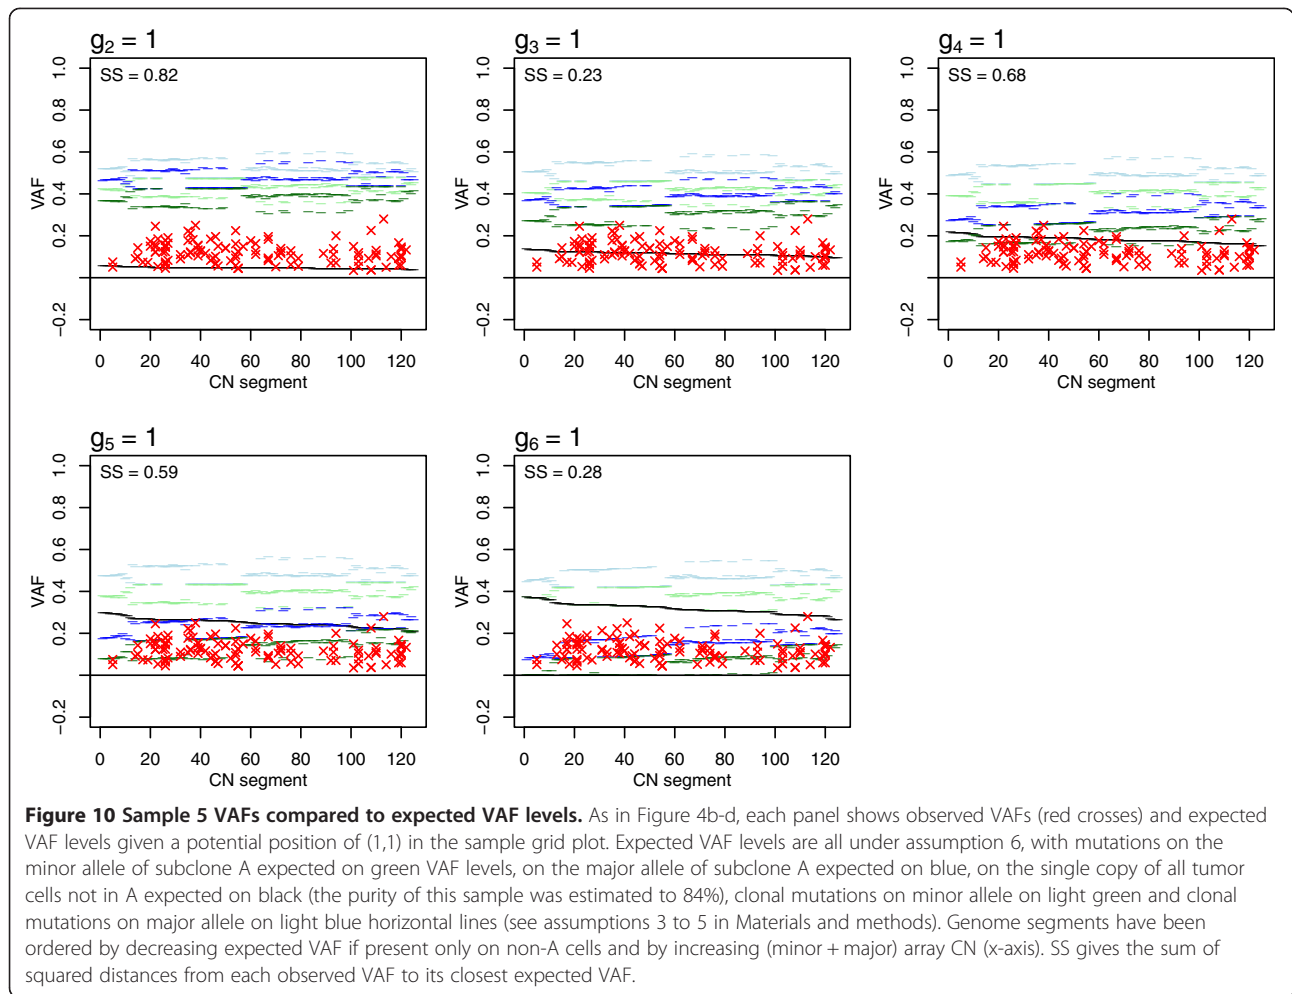 g2 = 1
SS = 0.82
VAF
1.0
0.8
0.6
0.4
0.2
−0.2
0 20 40 60 80 100 120
CN segment
g3 = 1
SS = 0.23
VAF
1.0
0.8
0.6
0.4
0.2
−0.2
0 20 40 60 80 100 120
CN segment
g4 = 1
SS = 0.68
VAF
1.0
0.8
0.6
0.4
0.2
−0.2
0 20 40 60 80 100 120
CN segment
g5 = 1
SS = 0.59
VAF
1.0
0.8
0.6
0.4
0.2
−0.2
0 20 40 60 80 100 120
CN segment
g6 = 1
SS = 0.28
VAF
1.0
0.8
0.6
0.4
0.2
−0.2
0 20 40 60 80 100 120
CN segment
Figure 10 Sample 5 VAFs compared to expected VAF levels. As in Figure 4b-d, each panel shows observed VAFs (red crosses) and expected
VAF levels given a potential position of (1,1) in the sample grid plot. Expected VAF levels are all under assumption 6, with mutations on the
minor allele of subclone A expected on green VAF levels, on the major allele of subclone A expected on blue, on the single copy of all tumor
cells not in A expected on black (the purity of this sample was estimated to 84%), clonal mutations on minor allele on light green and clonal
mutations on major allele on light blue horizontal lines (see assumptions 3 to 5 in Materials and methods). Genome segments have been
ordered by decreasing expected VAF if present only on non-A cells and by increasing (minor + major) array CN (x-axis). SS gives the sum of
squared distances from each observed VAF to its closest expected VAF.